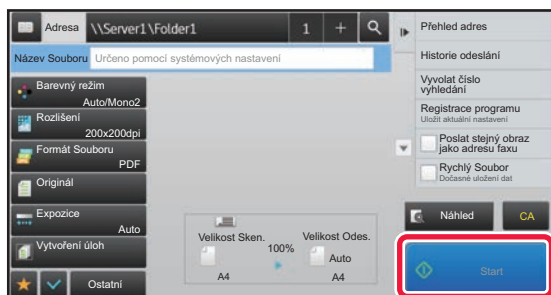 Adresa \\Server1\Folder1 1 +
Název Souboru Určeno pomocí systémových nastavení
Barevný režim
Auto/Mono2
Rozlišení
200x200dpi
Formát Souboru
PDF
Originál
Expozice
Auto
Vytvoření úloh
Ostatní
Velikost Sken.
100%
Velikost Odes.
Auto
A4
A4
Přehled adres
Historie odeslání
Vyvolat číslo
vyhledání
Registrace programu
Uložit aktuální nastavení
Poslat stejný obraz
jako adresu faxu
Rychlý Soubor
Dočasné uložení dat
Náhled
CA
Start